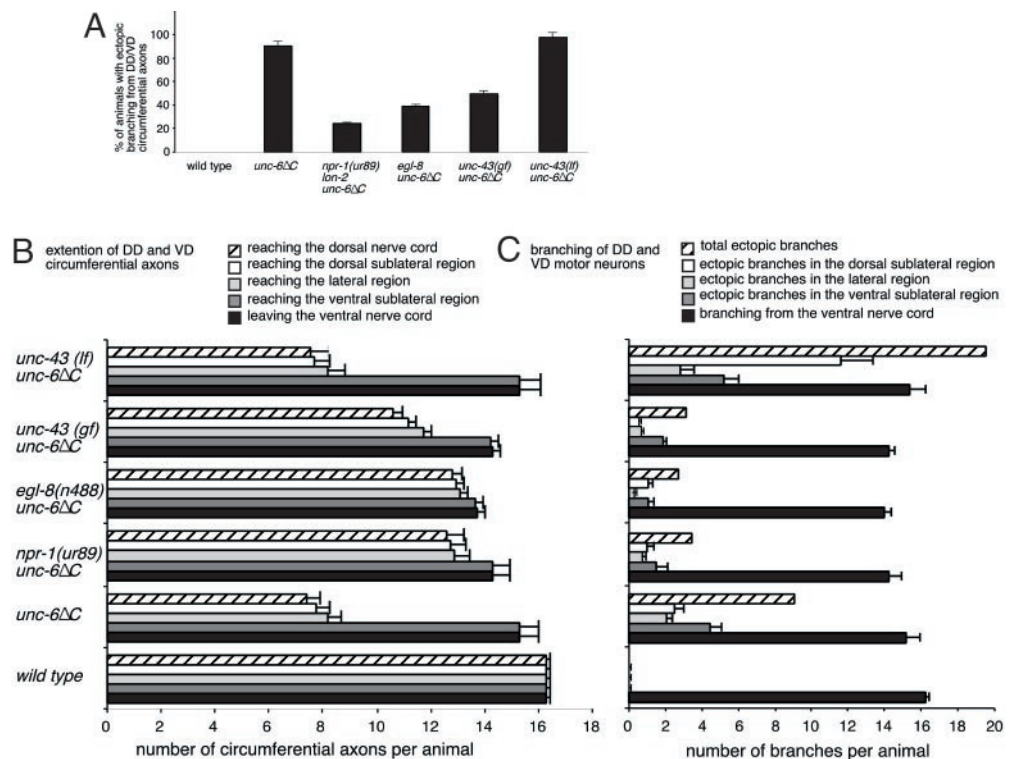 A
% of animals with ectopic
branching from DD/VD
circumferential axons
100
80
60
40
20
0
wild type
unc-6ΔC
npr-1(ur89)
lon-2
unc-6ΔC
egl-8
unc-6ΔC
unc-43(gf)
unc-6ΔC
unc-43(lf)
unc-6ΔC
B
extention of DD and VD
circumferential axons
reaching the dorsal nerve cord
reaching the dorsal sublateral region
reaching the lateral region
reaching the ventral sublateral region
leaving the ventral nerve cord
unc-43 (lf)
unc-6ΔC
unc-43 (gf)
unc-6ΔC
egl-8(n488)
unc-6ΔC
npr-1(ur89)
unc-6ΔC
unc-6ΔC
wild type
0 2 4 6 8 10 12 14 16 18
number of circumferential axons per animal
C
branching of DD and
VD motor neurons
total ectopic branches
ectopic branches in the dorsal sublateral region
ectopic branches in the lateral region
ectopic branches in the ventral sublateral region
branching from the ventral nerve cord
0 2 4 6 8 10 12 14 16 18 20
number of branches per animal